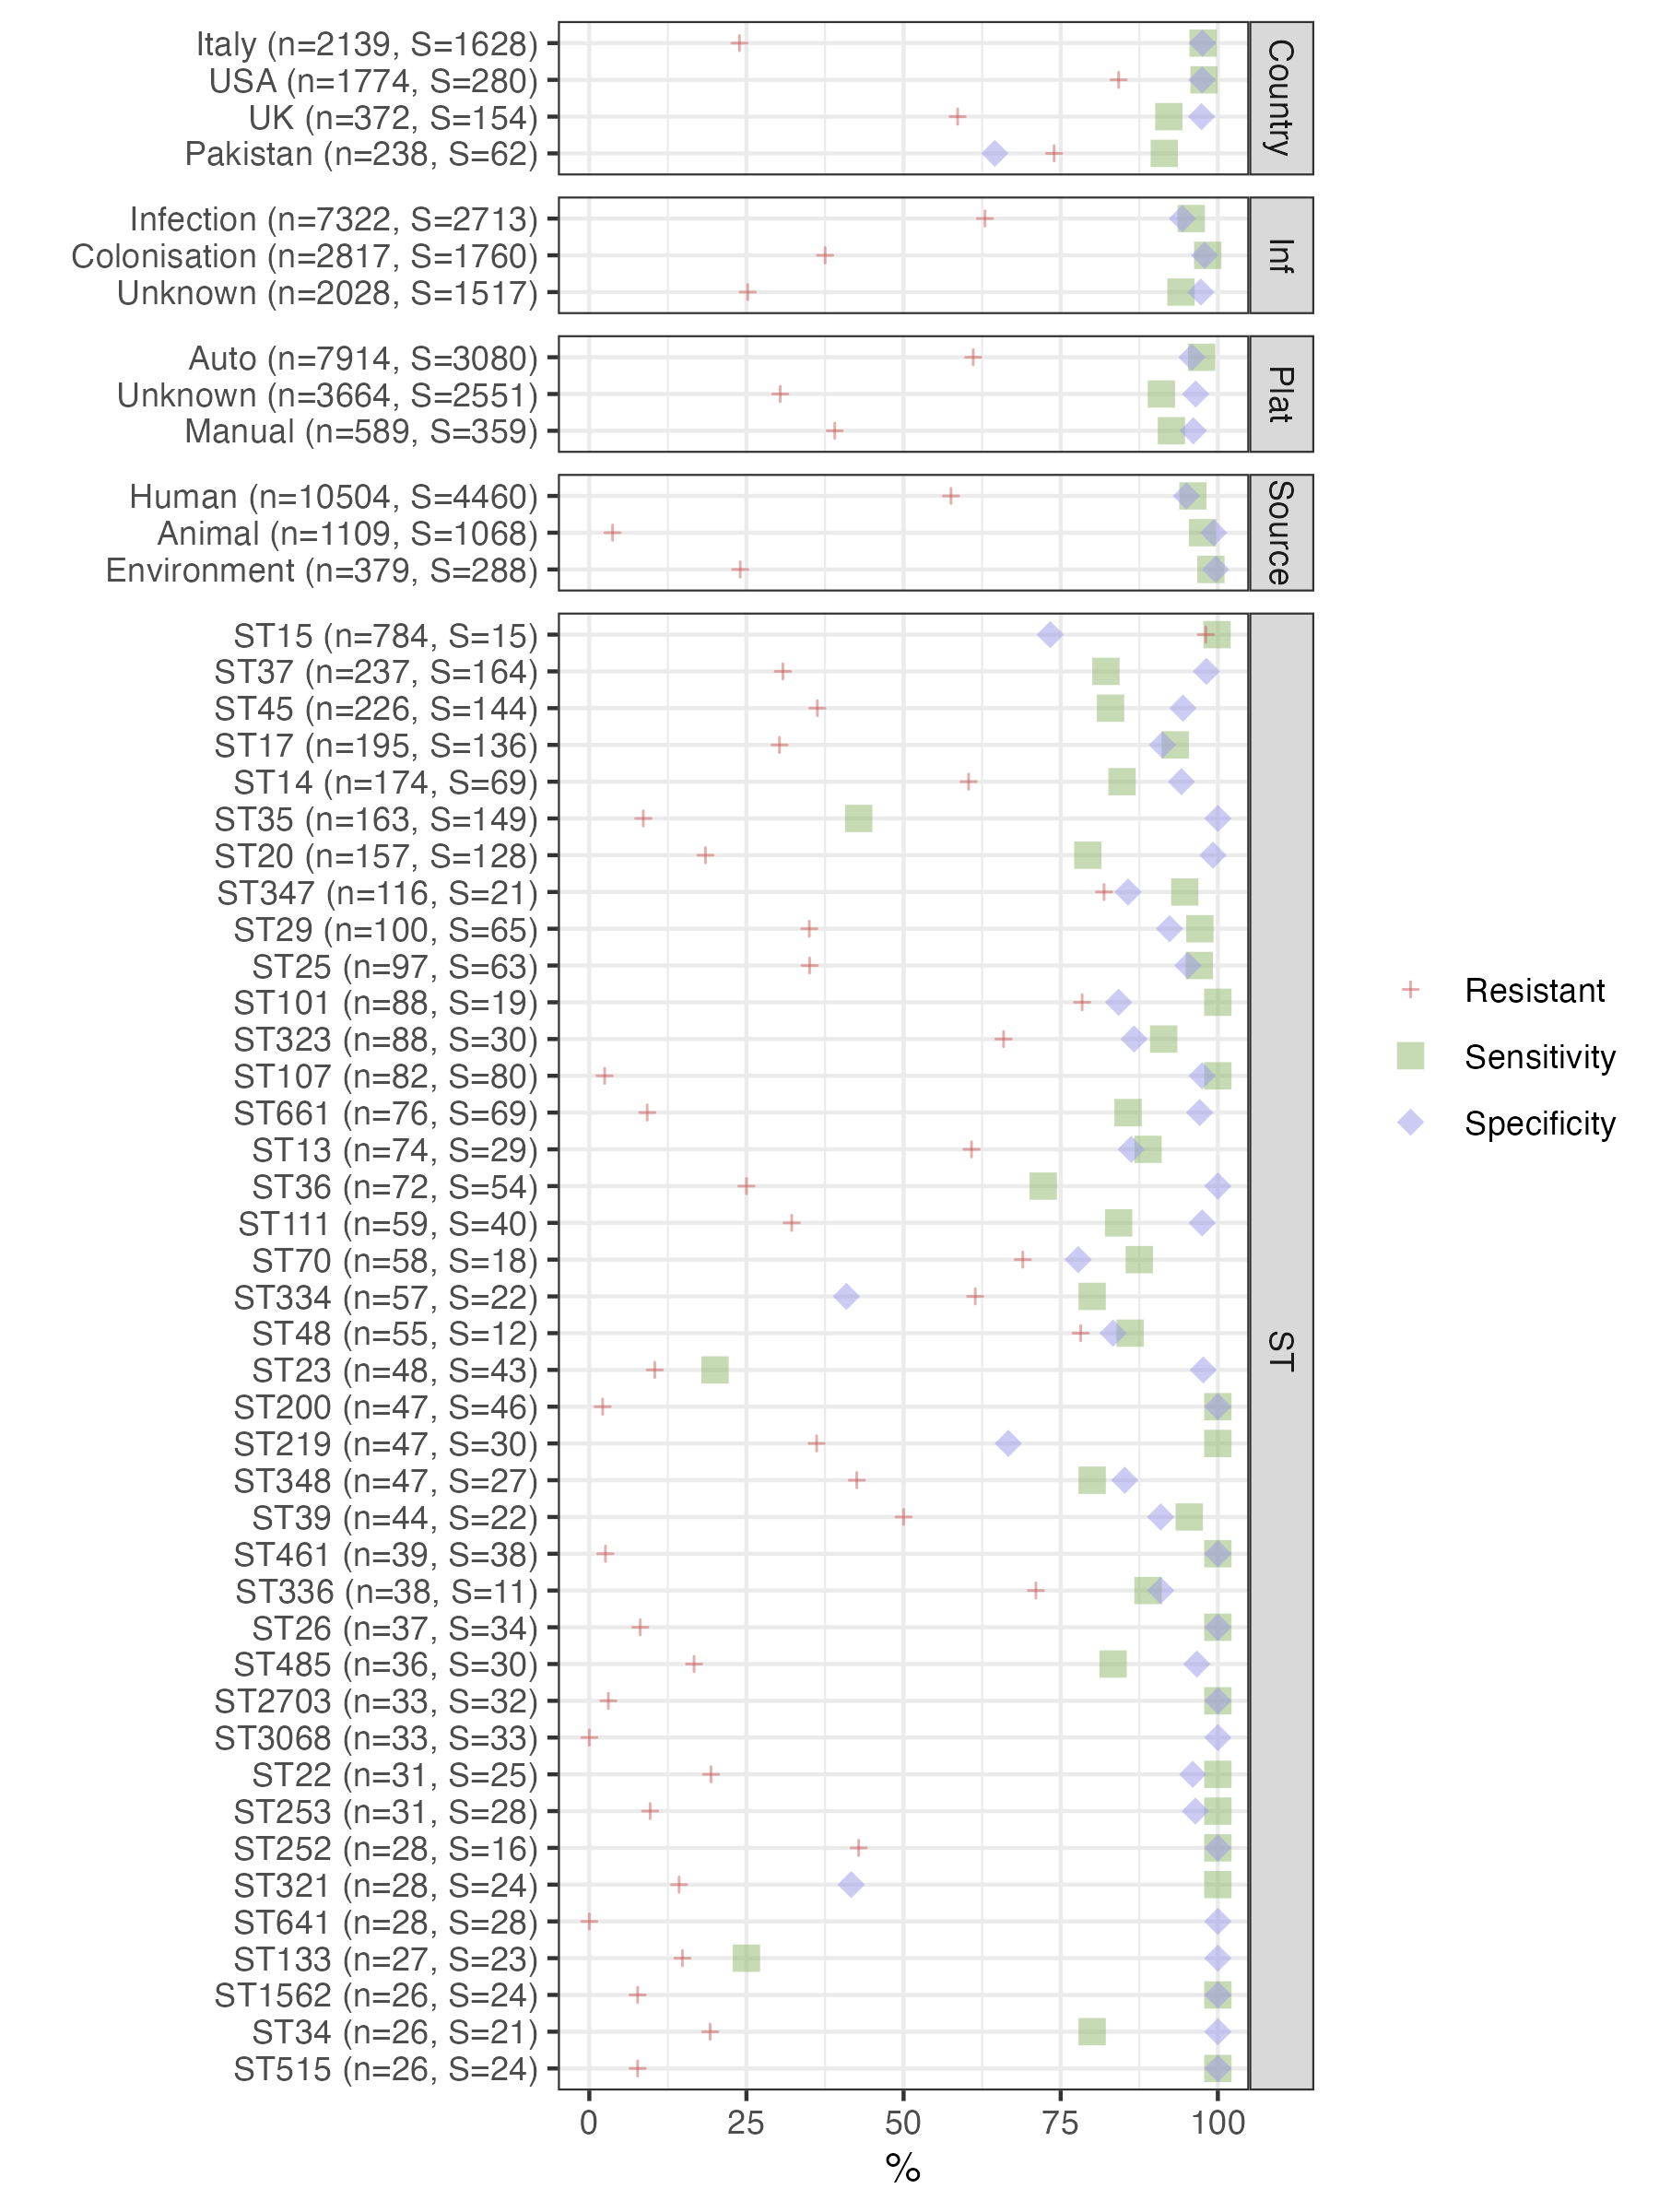 Italy (n=2139, S=1628)
USA (n=1774, S=280)
UK (n=372, S=154)
Pakistan (n=238, S=62)
Country
Infection (n=7322, S=2713)
Colonisation (n=2817, S=1760)
Unknown (n=2028, S=1517)
Inf
Auto (n=7914, S=3080)
Unknown (n=3664, S=2551)
Manual (n=589, S=359)
Plat
Human (n=10504, S=4460)
Animal (n=1109, S=1068)
Environment (n=379, S=288)
Source
ST15 (n=784, S=15)
ST37 (n=237, S=164)
ST45 (n=226, S=144)
ST17 (n=195, S=136)
ST14 (n=174, S=69)
ST35 (n=163, S=149)
ST20 (n=157, S=128)
ST347 (n=116, S=21)
ST29 (n=100, S=65)
ST25 (n=97, S=63)
ST101 (n=88, S=19)
ST323 (n=88, S=30)
ST107 (n=82, S=80)
ST661 (n=76, S=69)
ST13 (n=74, S=29)
ST36 (n=72, S=54)
ST111 (n=59, S=40)
ST70 (n=58, S=18)
ST334 (n=57, S=22)
ST48 (n=55, S=12)
ST23 (n=48, S=43)
ST200 (n=47, S=46)
ST219 (n=47, S=30)
ST348 (n=47, S=27)
ST39 (n=44, S=22)
ST461 (n=39, S=38)
ST336 (n=38, S=11)
ST26 (n=37, S=34)
ST485 (n=36, S=30)
ST2703 (n=33, S=32)
ST3068 (n=33, S=33)
ST22 (n=31, S=25)
ST253 (n=31, S=28)
ST252 (n=28, S=16)
ST321 (n=28, S=24)
ST641 (n=28, S=28)
ST133 (n=27, S=23)
ST1562 (n=26, S=24)
ST34 (n=26, S=21)
ST515 (n=26, S=24)
ST
0 25 50 75 100
%
Resistant
Sensitivity
Specificity